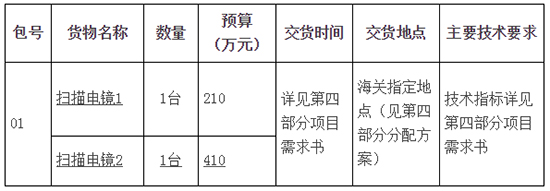 包号 货物名称 数量 预算（万元） 交货时间 交货地点 主要技术要求
01 扫描电镜1 1台 210 详见第四部分项目需求书 海关指定地点（见第四部分分配方案） 技术指标详见第四部分项目需求书
扫描电镜2 1台 410